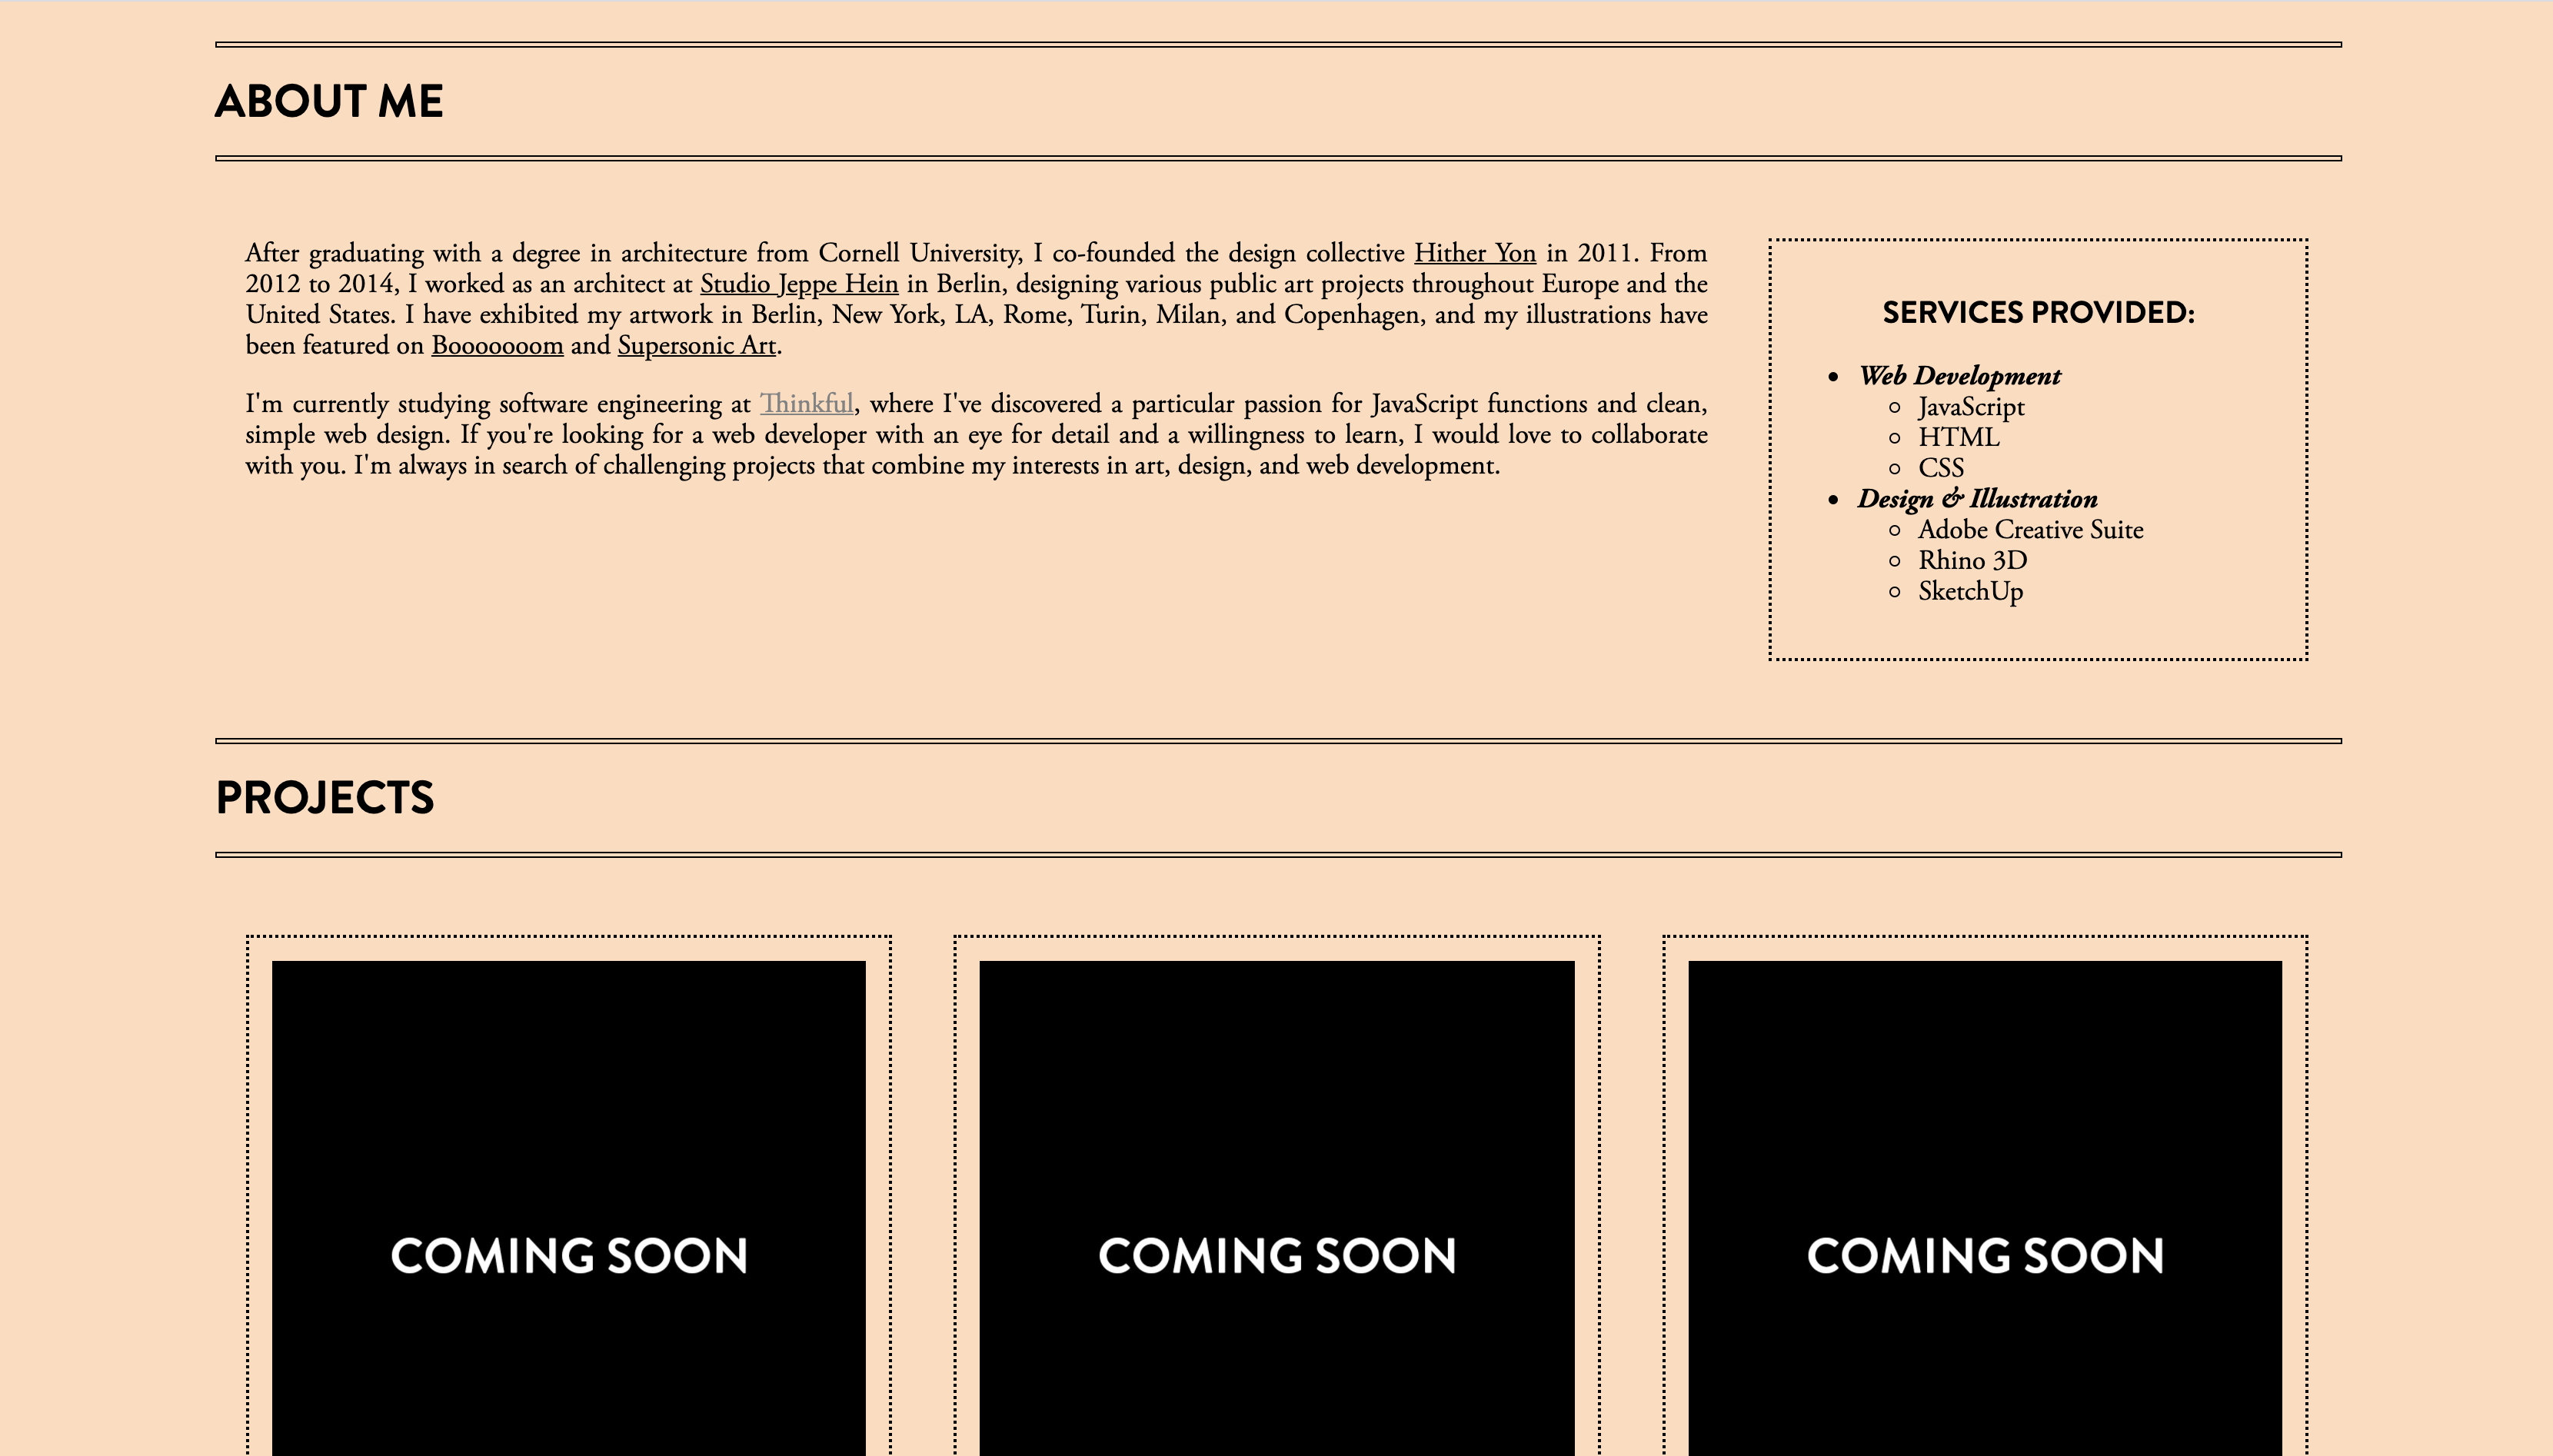 ABOUT ME
After graduating with a degree in architecture from Cornell University, I co-founded the design collective Hither Yon in 2011. From
2012 to 2014, I worked as an architect at Studio Jeppe Hein in Berlin, designing various public art projects throughout Europe and the
United States. I have exhibited my artwork in Berlin, New York, LA, Rome, Turin, Milan, and Copenhagen, and my illustrations have
been featured on Booooooom and Supersonic Art.
I'm currently studying software engineering at Thinkful, where I've discovered a particular passion for JavaScript functions and clean,
simple web design. If you're looking for a web developer with an eye for detail and a willingness to learn, I would love to collaborate
with you. I'm always in search of challenging projects that combine my interests in art, design, and web development.
SERVICES PROVIDED:
Web Development
JavaScript
HTML
CSS
Design & Illustration
Adobe Creative Suite
Rhino 3D
SketchUp
PROJECTS
COMING SOON
COMING SOON
COMING SOON